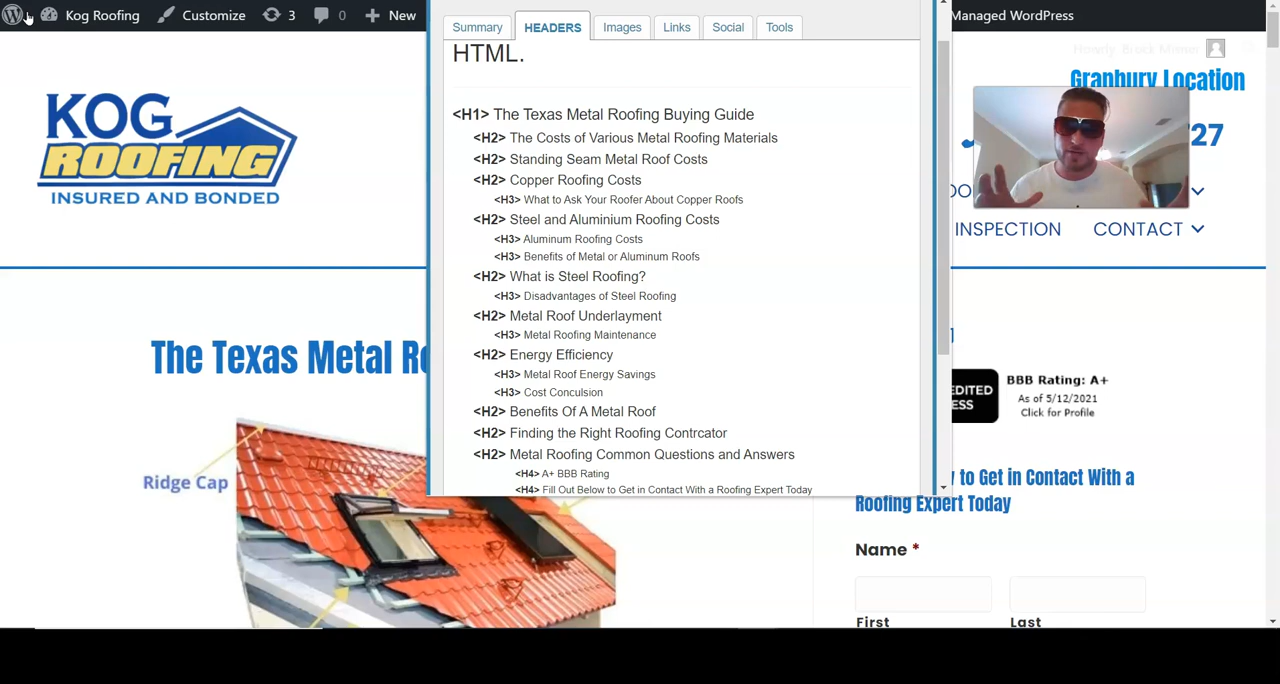 Kog Roofing Customize 3 0 New Managed WordPress
Howdy, Brock Misner
Summary HEADERS Images Links Social Tools
HTML.
<H1> The Texas Metal Roofing Buying Guide
<H2> The Costs of Various Metal Roofing Materials
<H2> Standing Seam Metal Roof Costs
<H2> Copper Roofing Costs
<H3> What to Ask Your Roofer About Copper Roofs
<H2> Steel and Aluminium Roofing Costs
<H3> Aluminum Roofing Costs
<H3> Benefits of Metal or Aluminum Roofs
<H2> What is Steel Roofing?
<H3> Disadvantages of Steel Roofing
<H2> Metal Roof Underlayment
<H3> Metal Roofing Maintenance
<H2> Energy Efficiency
<H3> Metal Roof Energy Savings
<H3> Cost Conculsion
<H2> Benefits Of A Metal Roof
<H2> Finding the Right Roofing Contrcator
<H2> Metal Roofing Common Questions and Answers
<H4> A+ BBB Rating
<H4> Fill Out Below to Get in Contact With a Roofing Expert Today
KOG
ROOFING
INSURED AND BONDED
Granbury Location
27
INSPECTION CONTACT
The Texas Metal
Ridge Cap
BBB Rating: A+
As of 5/12/2021
Click for Profile
to Get in Contact With a
Roofing Expert Today
Name *
First Last